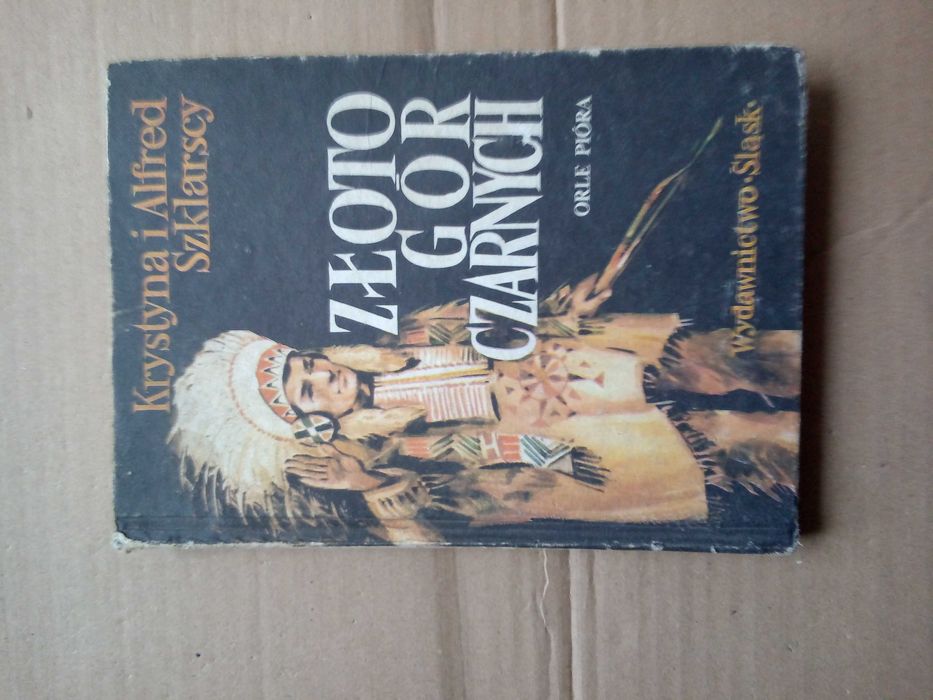 Krystyna i Alfred
Szklarscy
ZŁOTO
GÓR
CZARNYCH
ORLE PIÓRA
Wydawnictwo·Śląsk·